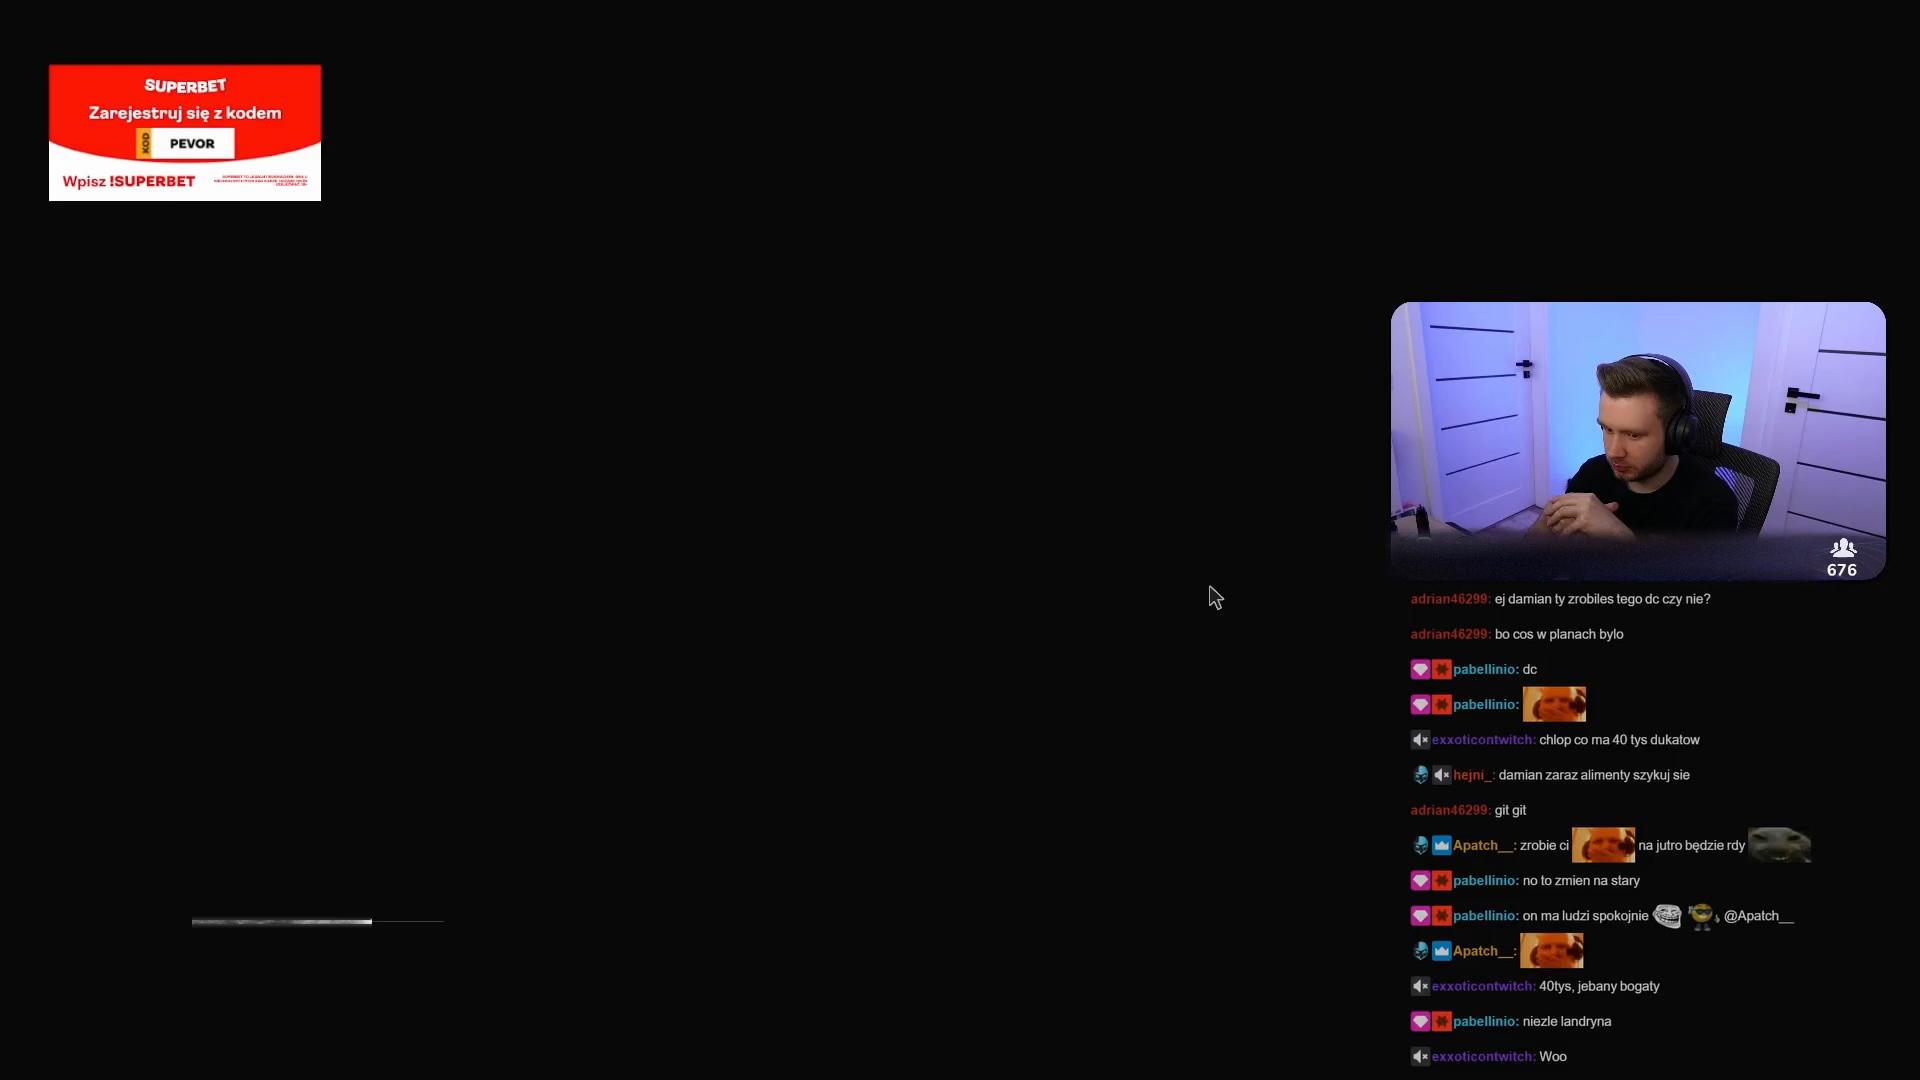 SUPERBET
Zarejestruj się z kodem
KOD
PEVOR
Wpisz !SUPERBET
676
adrian46299: ej damian ty zrobiles tego dc czy nie?
adrian46299: bo cos w planach bylo
pabellinio: dc
pabellinio:
exxoticontwitch: chlop co ma 40 tys dukatow
hejni_: damian zaraz alimenty szykuj sie
adrian46299: git git
Apatch__: zrobie ci na jutro będzie rdy
pabellinio: no to zmien na stary
pabellinio: on ma ludzi spokojnie @Apatch__
Apatch__:
exxoticontwitch: 40tys, jebany bogaty
pabellinio: niezle landryna
exxoticontwitch: Woo